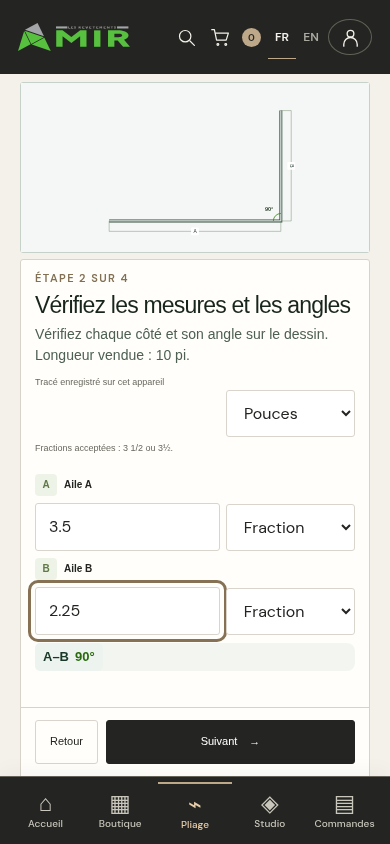 LES REVÊTEMENTS
MIR
0
FR
EN
B
90°
A
ÉTAPE 2 SUR 4
Vérifiez les mesures et les angles
Vérifiez chaque côté et son angle sur le dessin.
Longueur vendue : 10 pi.
Tracé enregistré sur cet appareil
Pouces
Fractions acceptées : 3 1/2 ou 3½.
A Aile A
3.5
Fraction
B Aile B
2.25
Fraction
A–B 90°
Retour
Suivant →
Accueil
Boutique
Pliage
Studio
Commandes